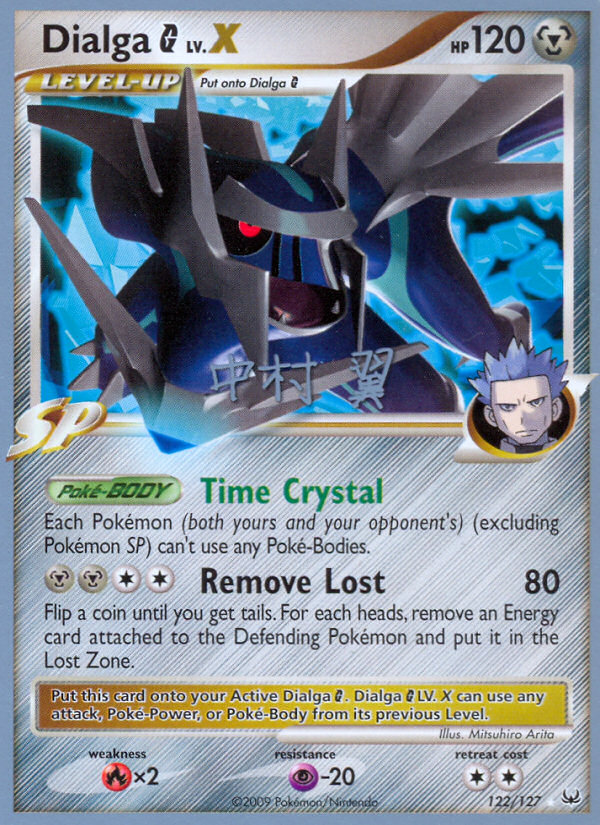 Dialga G LV.X HP 120
LEVEL-UP Put onto Dialga G
中村 翼
SP
Poké-BODY Time Crystal
Each Pokémon (both yours and your opponent's) (excluding
Pokémon SP) can't use any Poké-Bodies.
Remove Lost 80
Flip a coin until you get tails. For each heads, remove an Energy
card attached to the Defending Pokémon and put it in the
Lost Zone.
Put this card onto your Active Dialga G. Dialga G LV. X can use any
attack, Poké-Power, or Poké-Body from its previous Level.
Illus. Mitsuhiro Arita
weakness resistance retreat cost
×2 -20
©2009 Pokémon/Nintendo 122/127